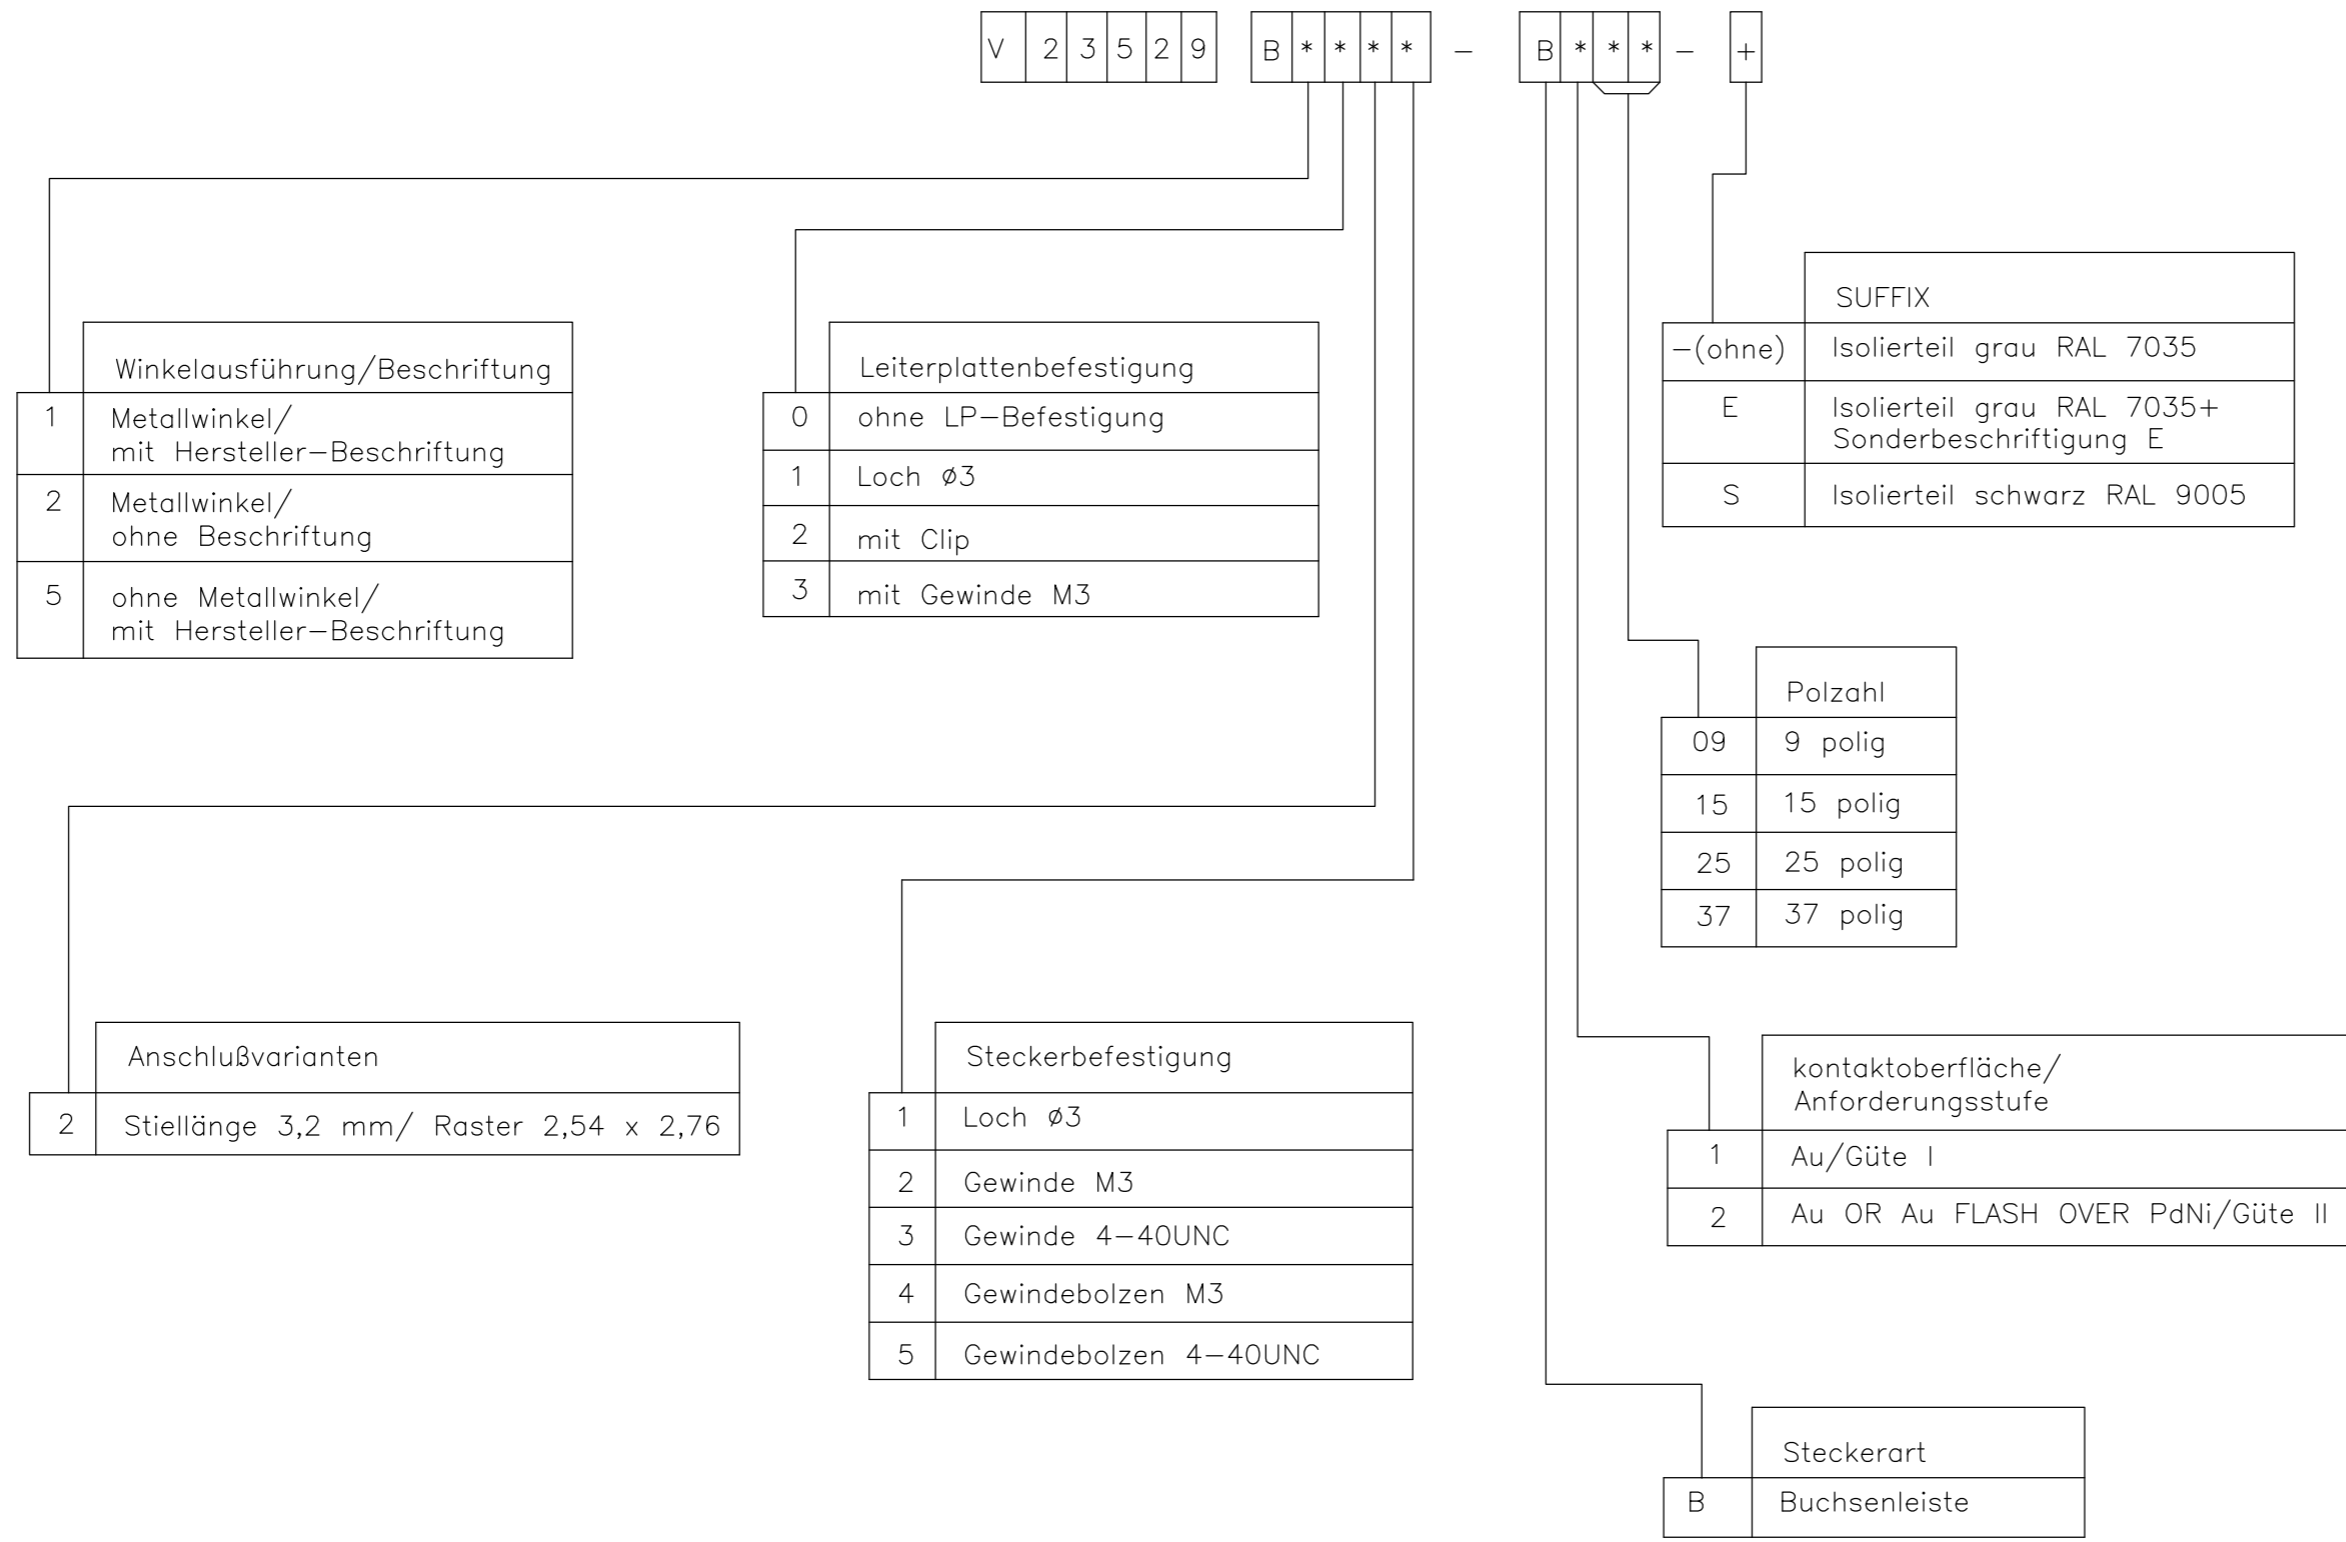 V 2 3 5 2 9 B * * * * - B * * * - +
Winkelausführung/Beschriftung
1 Metallwinkel/
mit Hersteller-Beschriftung
2 Metallwinkel/
ohne Beschriftung
5 ohne Metallwinkel/
mit Hersteller-Beschriftung
Leiterplattenbefestigung
0 ohne LP-Befestigung
1 Loch ø3
2 mit Clip
3 mit Gewinde M3
SUFFIX
-(ohne) Isolierteil grau RAL 7035
E Isolierteil grau RAL 7035+
Sonderbeschriftigung E
S Isolierteil schwarz RAL 9005
Polzahl
09 9 polig
15 15 polig
25 25 polig
37 37 polig
Anschlußvarianten
2 Stiellänge 3,2 mm/ Raster 2,54 x 2,76
Steckerbefestigung
1 Loch ø3
2 Gewinde M3
3 Gewinde 4-40UNC
4 Gewindebolzen M3
5 Gewindebolzen 4-40UNC
kontaktoberfläche/
Anforderungsstufe
1 Au/Güte I
2 Au OR Au FLASH OVER PdNi/Güte II
Steckerart
B Buchsenleiste